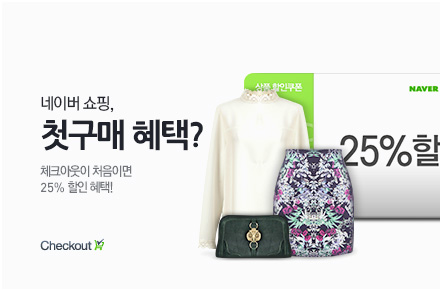 네이버 쇼핑,
첫구매 혜택?
체크아웃이 처음이면
25% 할인 혜택!
Checkout
상품 할인쿠폰
NAVER
25%할